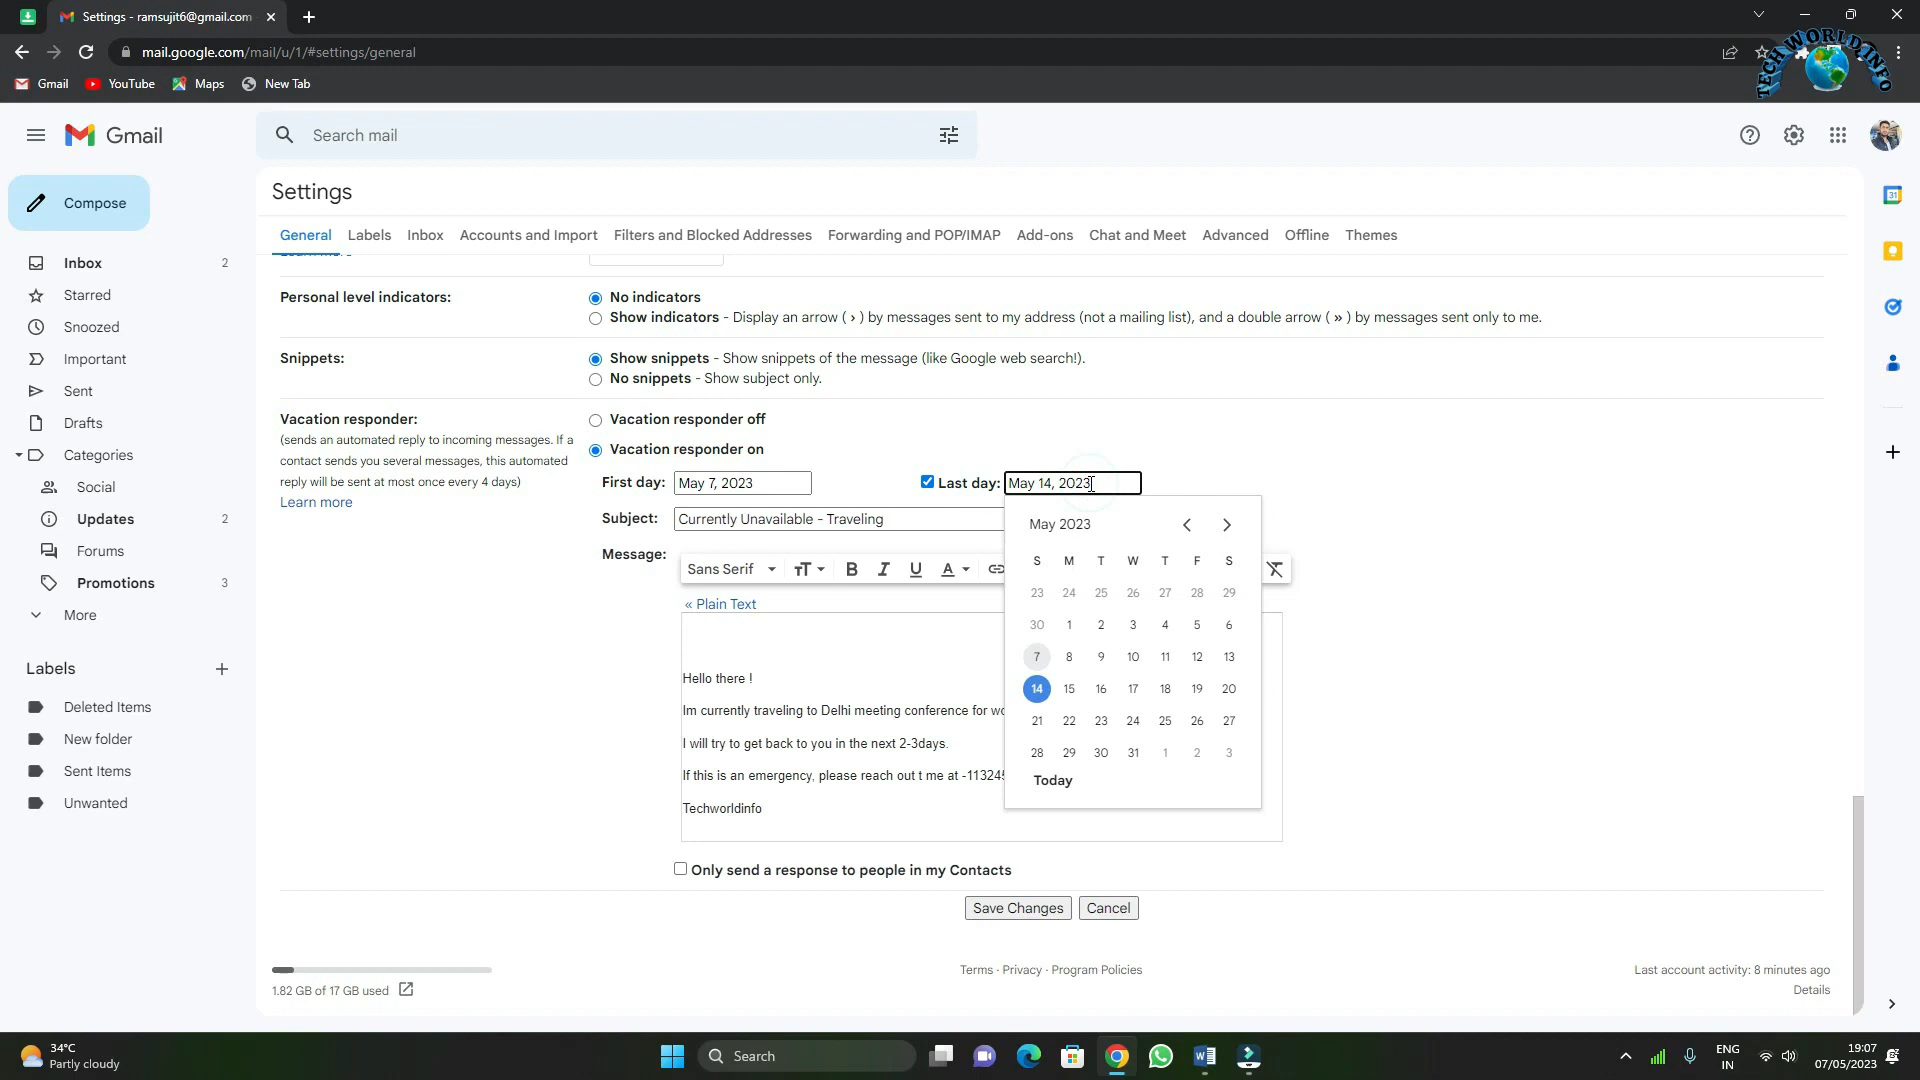 Settings - ramsujit6@gmail.com
mail.google.com/mail/u/1/#settings/general
TECH WORLD INFO
Gmail YouTube Maps New Tab
Gmail
Search mail
Compose
Settings
General Labels Inbox Accounts and Import Filters and Blocked Addresses Forwarding and POP/IMAP Add-ons Chat and Meet Advanced Offline Themes
Inbox 2
Starred
Snoozed
Important
Sent
Drafts
Categories
Social
Updates 2
Forums
Promotions 3
More
Labels
Deleted Items
New folder
Sent Items
Unwanted
Personal level indicators:
No indicators
Show indicators - Display an arrow ( › ) by messages sent to my address (not a mailing list), and a double arrow ( » ) by messages sent only to me.
Snippets:
Show snippets - Show snippets of the message (like Google web search!).
No snippets - Show subject only.
Vacation responder:
(sends an automated reply to incoming messages. If a
contact sends you several messages, this automated
reply will be sent at most once every 4 days)
Learn more
Vacation responder off
Vacation responder on
First day: May 7, 2023 Last day: May 14, 2023
Subject: Currently Unavailable - Traveling
Message:
Sans Serif
« Plain Text
Hello there !
Im currently traveling to Delhi meeting conference for
I will try to get back to you in the next 2-3days.
If this is an emergency, please reach out t me at -113245
Techworldinfo
May 2023
S M T W T F S
23 24 25 26 27 28 29
30 1 2 3 4 5 6
7 8 9 10 11 12 13
14 15 16 17 18 19 20
21 22 23 24 25 26 27
28 29 30 31 1 2 3
Today
Only send a response to people in my Contacts
Save Changes Cancel
1.82 GB of 17 GB used
Terms · Privacy · Program Policies
Last account activity: 8 minutes ago
Details
31
34°C
Partly cloudy
Search
ENG
IN
19:07
07/05/2023